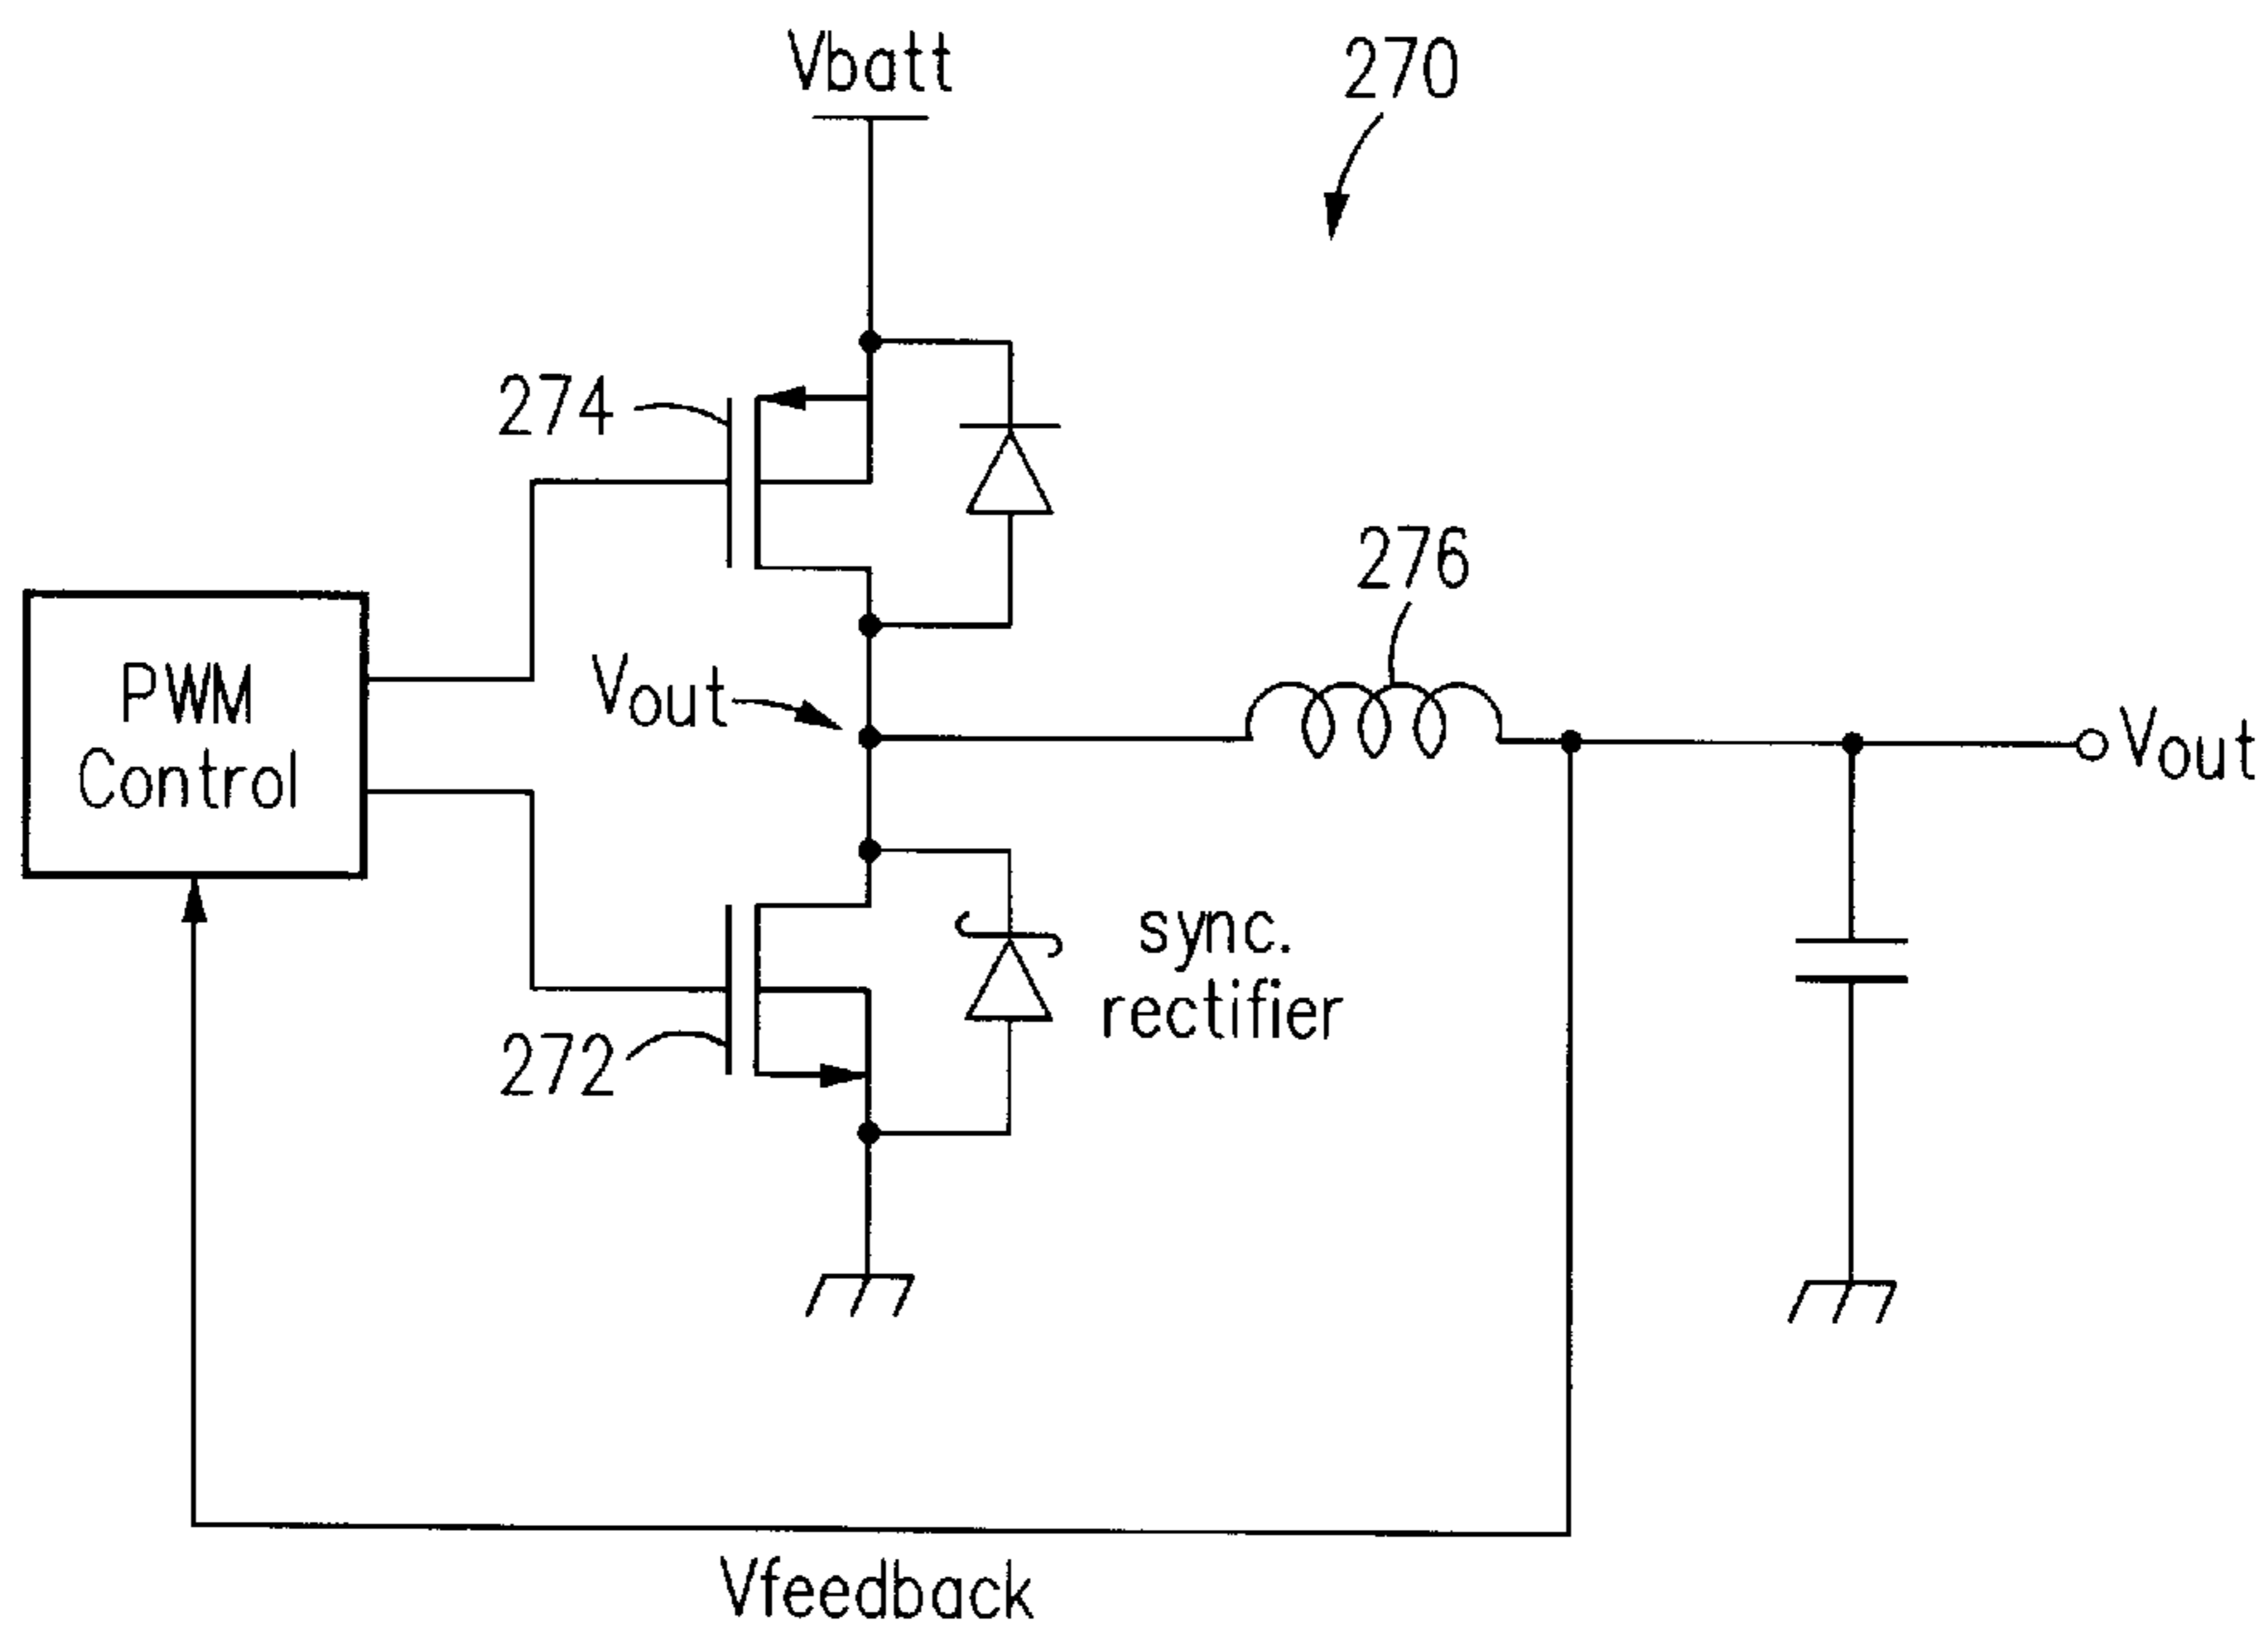 Vbatt
270
274
276
PWM
Control
Vout
Vout
sync.
rectifier
272
Vfeedback